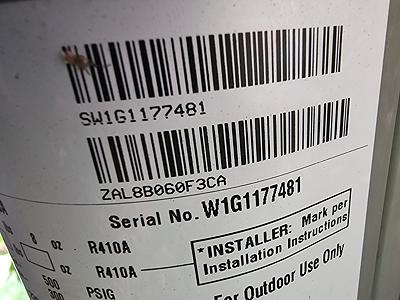 SW1G1177481
ZAL8B060F3CA
Serial No. W1G1177481
8 oz R410A
oz R410A
*INSTALLER: Mark per
Installation Instructions
500 PSIG
300
For Outdoor Use Only